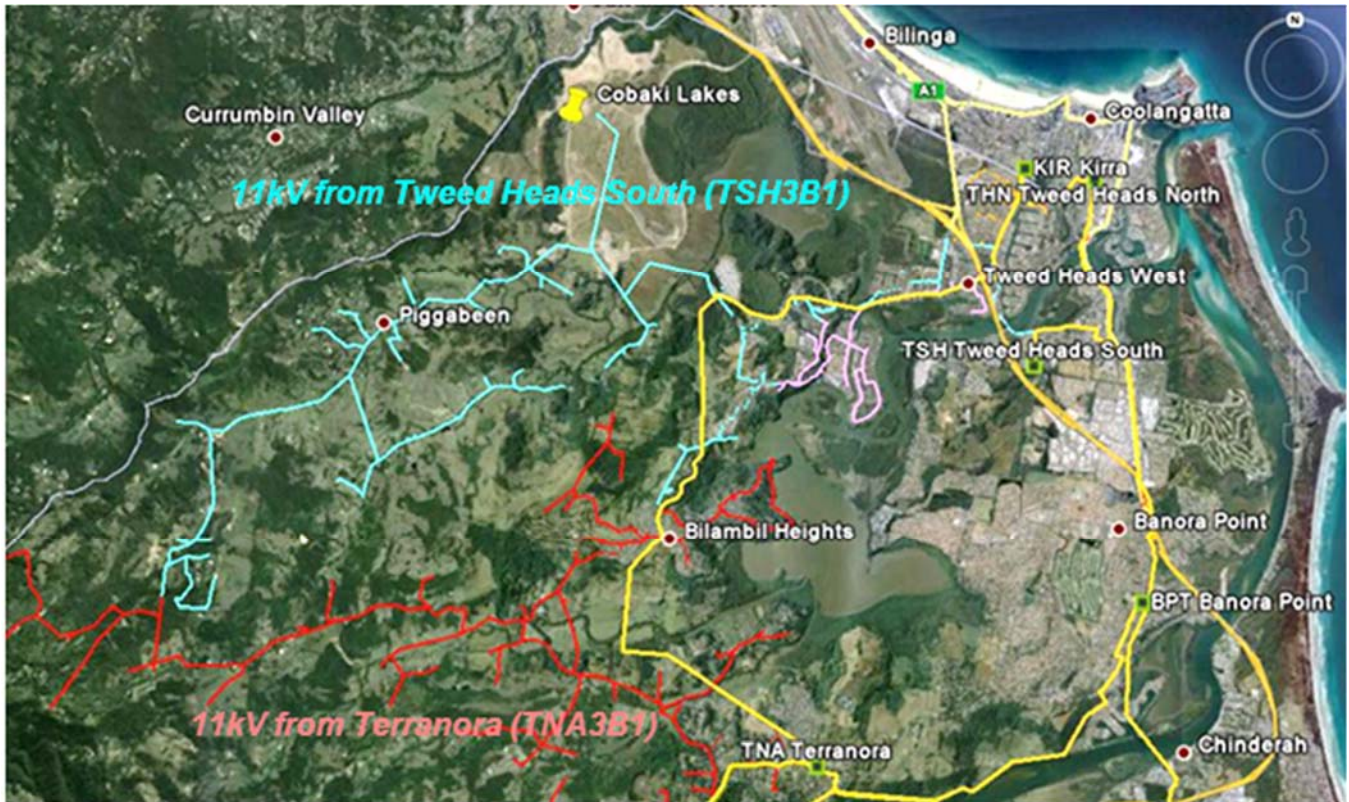 Bilinga
A1
Cobaki Lakes
Currumbin Valley
Coolangatta
KIR Kirra
11kV from Tweed Heads South (TSH3B1)
THN Tweed Heads North
Tweed Heads West
Piggabeen
TSH Tweed Heads South
Banora Point
Bilambil Heights
BPT Banora Point
11kV from Terranora (TNA3B1)
TNA Terranora
Chinderah
N